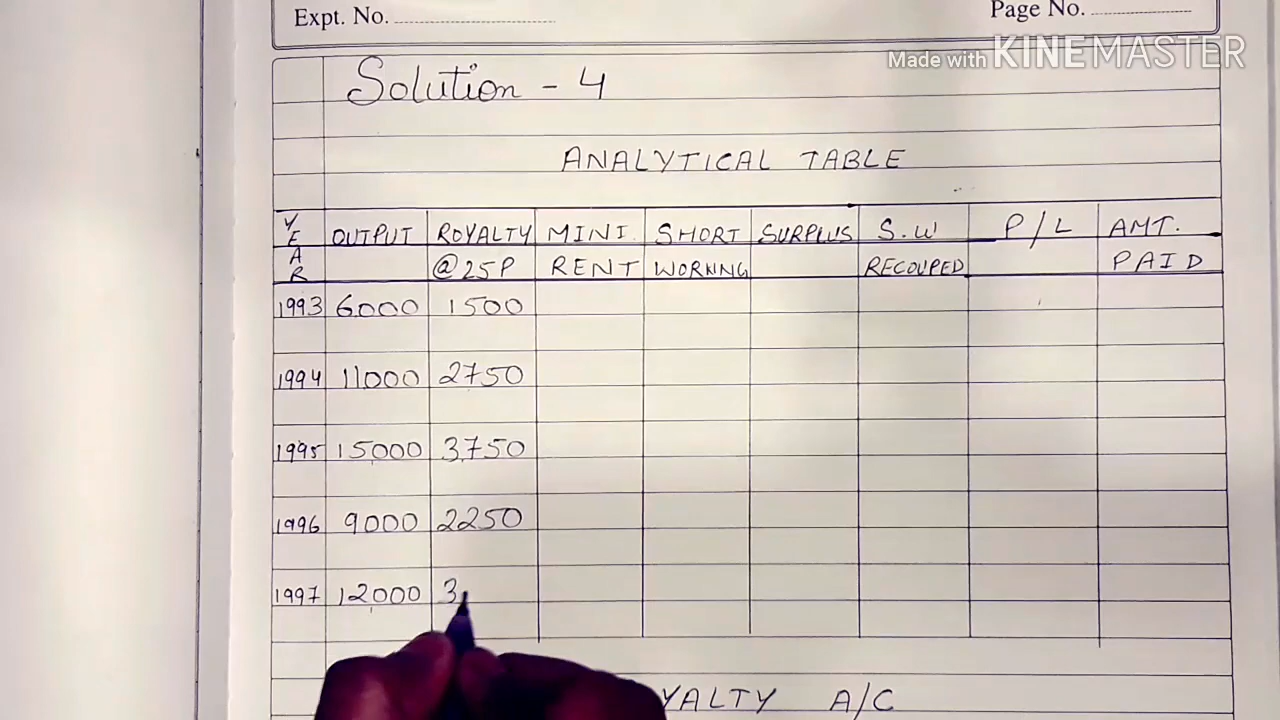 Expt. No.
Page No.
Made with KINEMASTER
Solution - 4
ANALYTICAL TABLE
YEAR OUTPUT ROYALTY @ 25P MINI. RENT SHORT WORKING SURPLUS S.W RECOUPED P/L AMT. PAID
1993 6000 1500
1994 11000 2750
1995 15000 3750
1996 9000 2250
1997 12000 3
YALTY A/C